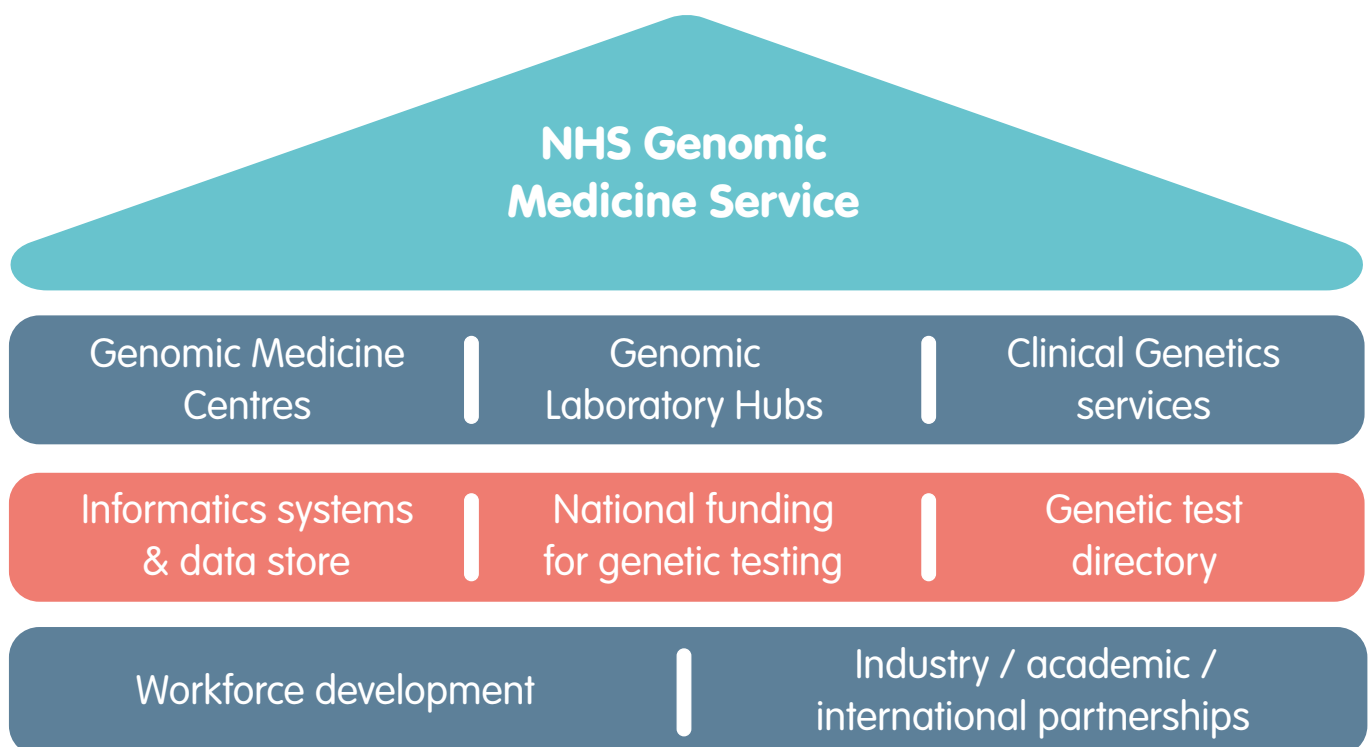 NHS Genomic
Medicine Service
Genomic Medicine
Centres
Genomic
Laboratory Hubs
Clinical Genetics
services
Informatics systems
& data store
National funding
for genetic testing
Genetic test
directory
Workforce development
Industry / academic /
international partnerships